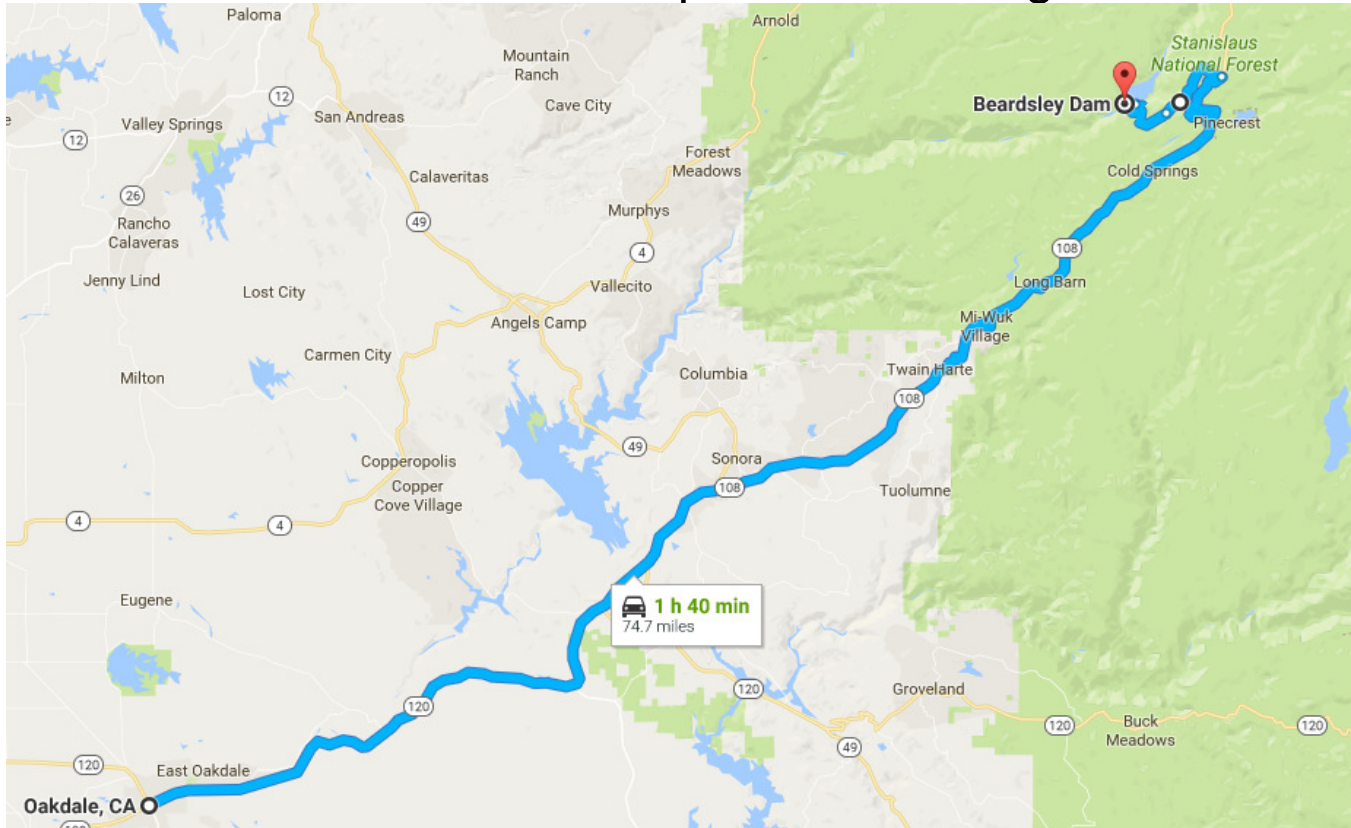 Paloma
Arnold
Mountain
Ranch
Stanislaus
National Forest
12
Cave City
Beardsley Dam
Valley Springs
San Andreas
Pinecrest
12
Forest
Meadows
Calaveritas
Cold Springs
26
Murphys
Rancho
Calaveras
49
4
108
Jenny Lind
Lost City
Vallecito
Long Barn
Angels Camp
Mi-Wuk
Village
Carmen City
Milton
Columbia
Twain Harte
108
49
Copperopolis
Sonora
Copper
Cove Village
108
Tuolumne
4
4
Eugene
1 h 40 min
74.7 miles
120
Groveland
120
120
Buck
Meadows
120
49
120
East Oakdale
Oakdale, CA